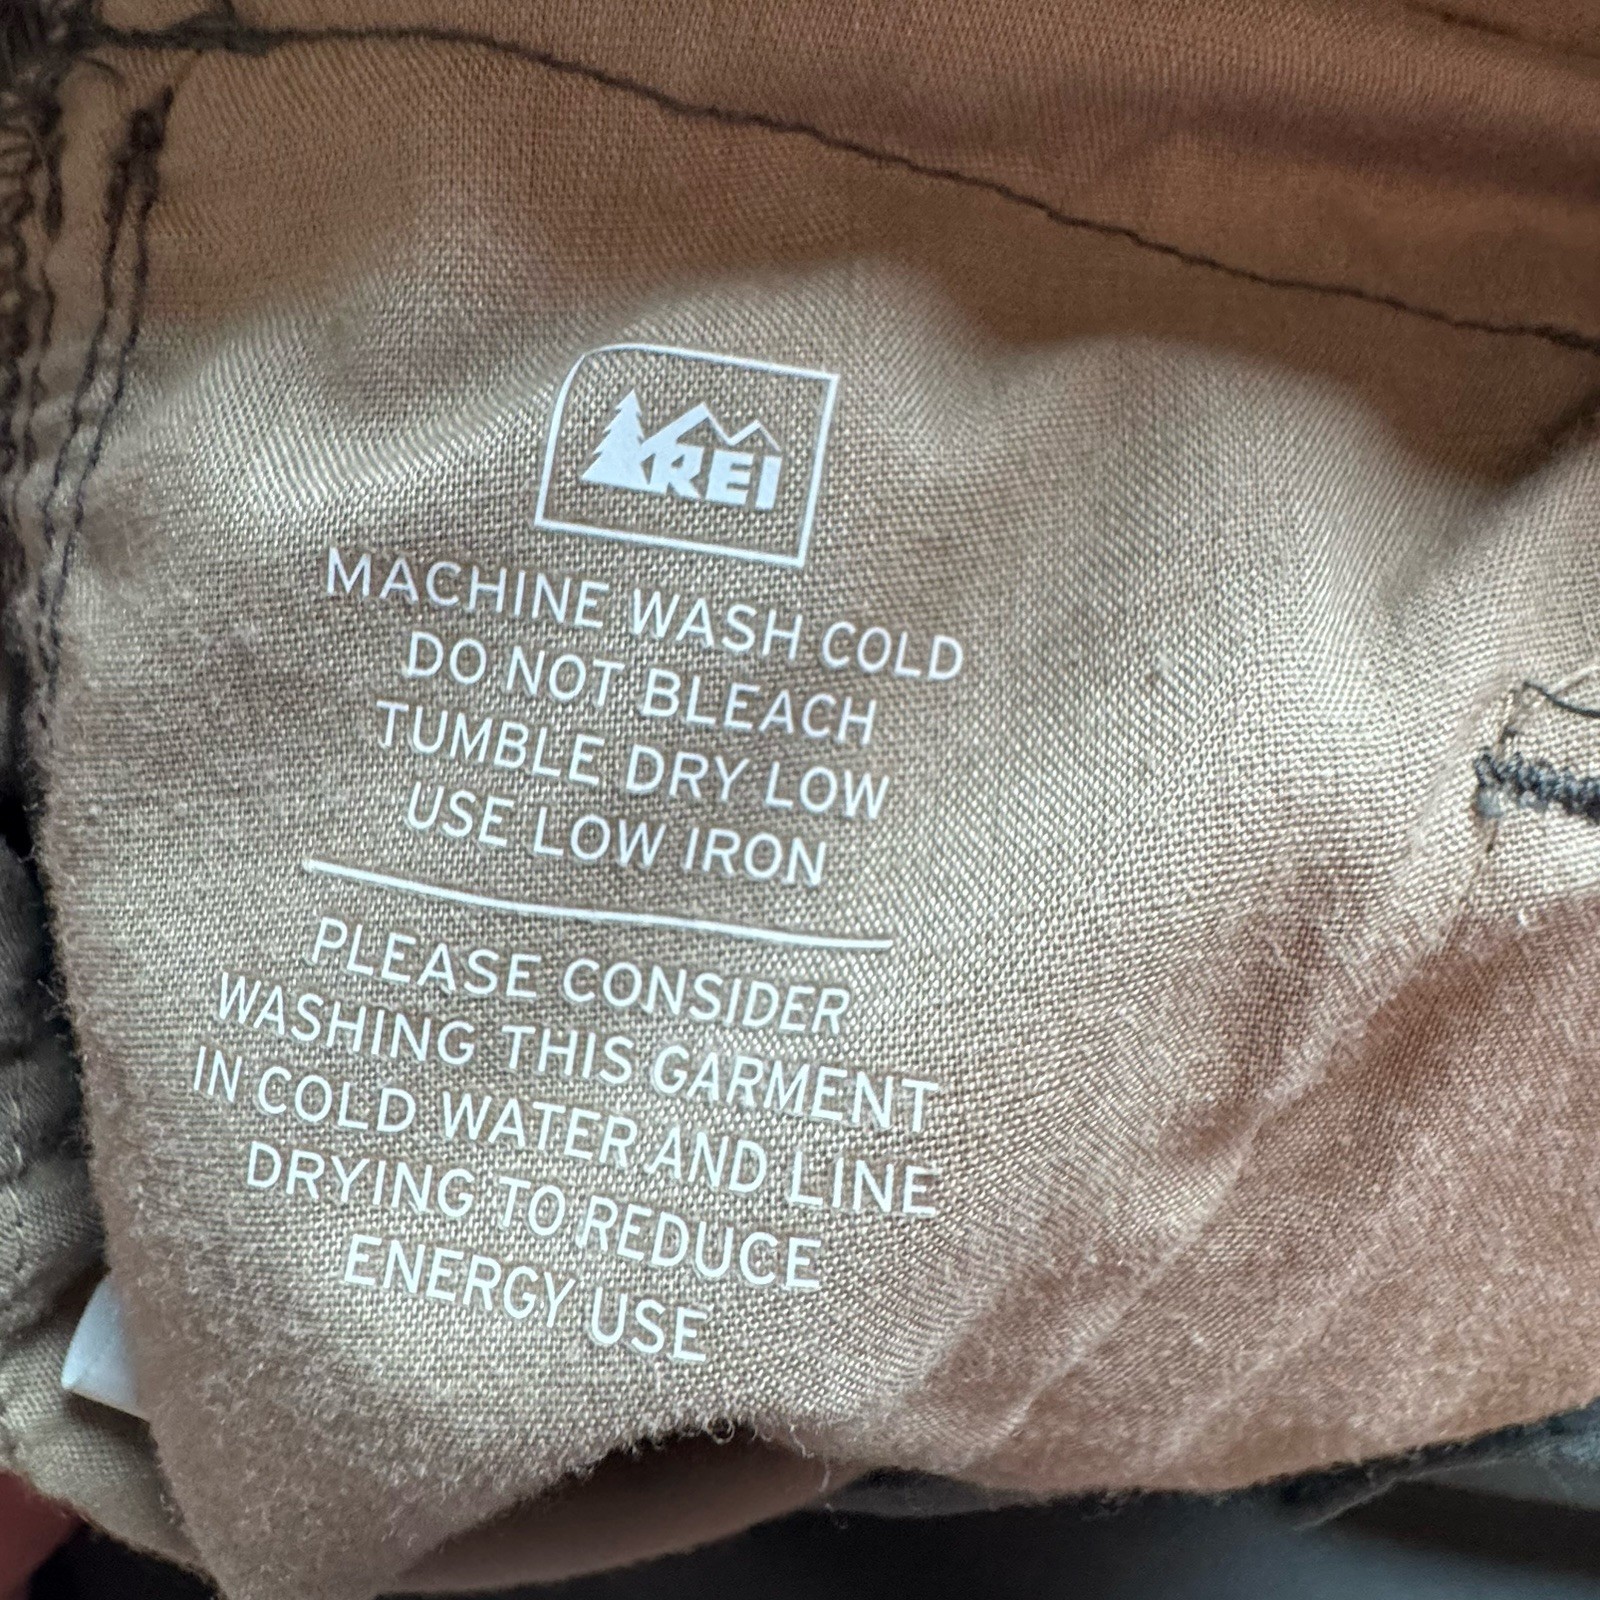 REI
MACHINE WASH COLD
DO NOT BLEACH
TUMBLE DRY LOW
USE LOW IRON
PLEASE CONSIDER
WASHING THIS GARMENT
IN COLD WATER AND LINE
DRYING TO REDUCE
ENERGY USE